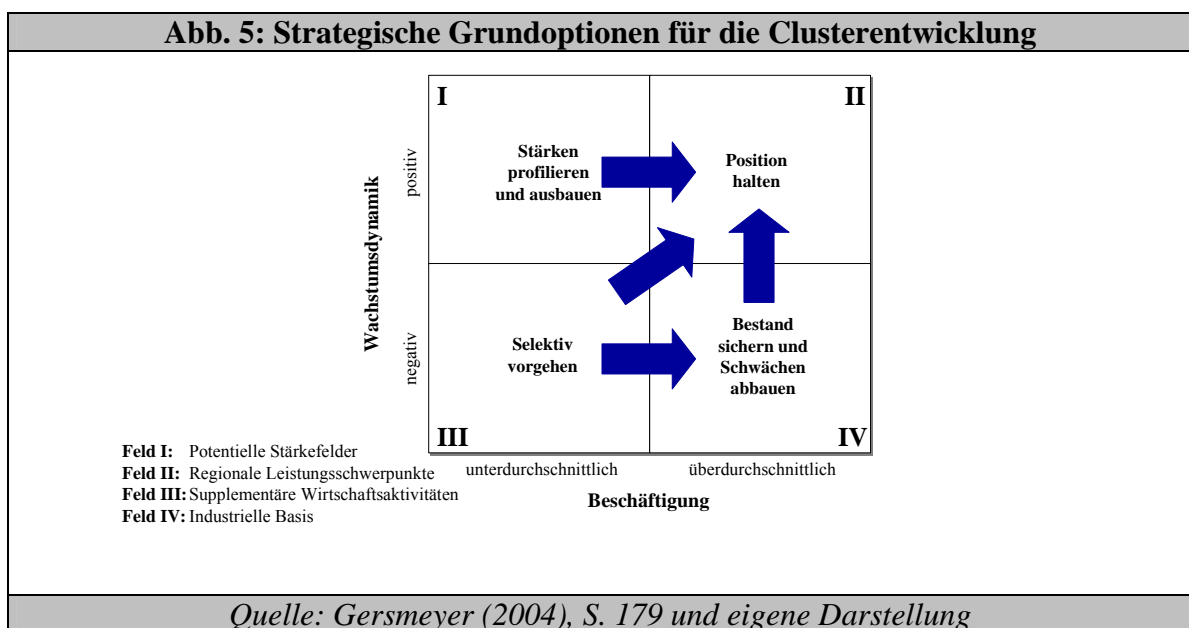 Abb. 5: Strategische Grundoptionen für die Clusterentwicklung
I
II
Stärken
profilieren
und ausbauen
Position
halten
positiv
Wachstumsdynamik
negativ
Selektiv
vorgehen
Bestand
sichern und
Schwächen
abbauen
III
IV
unterdurchschnittlich
überdurchschnittlich
Beschäftigung
Feld I: Potentielle Stärkefelder
Feld II: Regionale Leistungsschwerpunkte
Feld III: Supplementäre Wirtschaftsaktivitäten
Feld IV: Industrielle Basis
Quelle: Gersmeyer (2004), S. 179 und eigene Darstellung